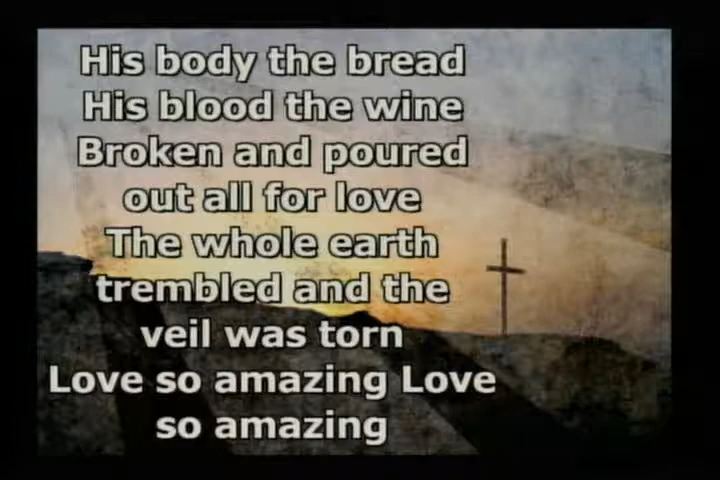 His body the bread
His blood the wine
Broken and poured
out all for love
The whole earth
trembled and the
veil was torn
Love so amazing Love
so amazing